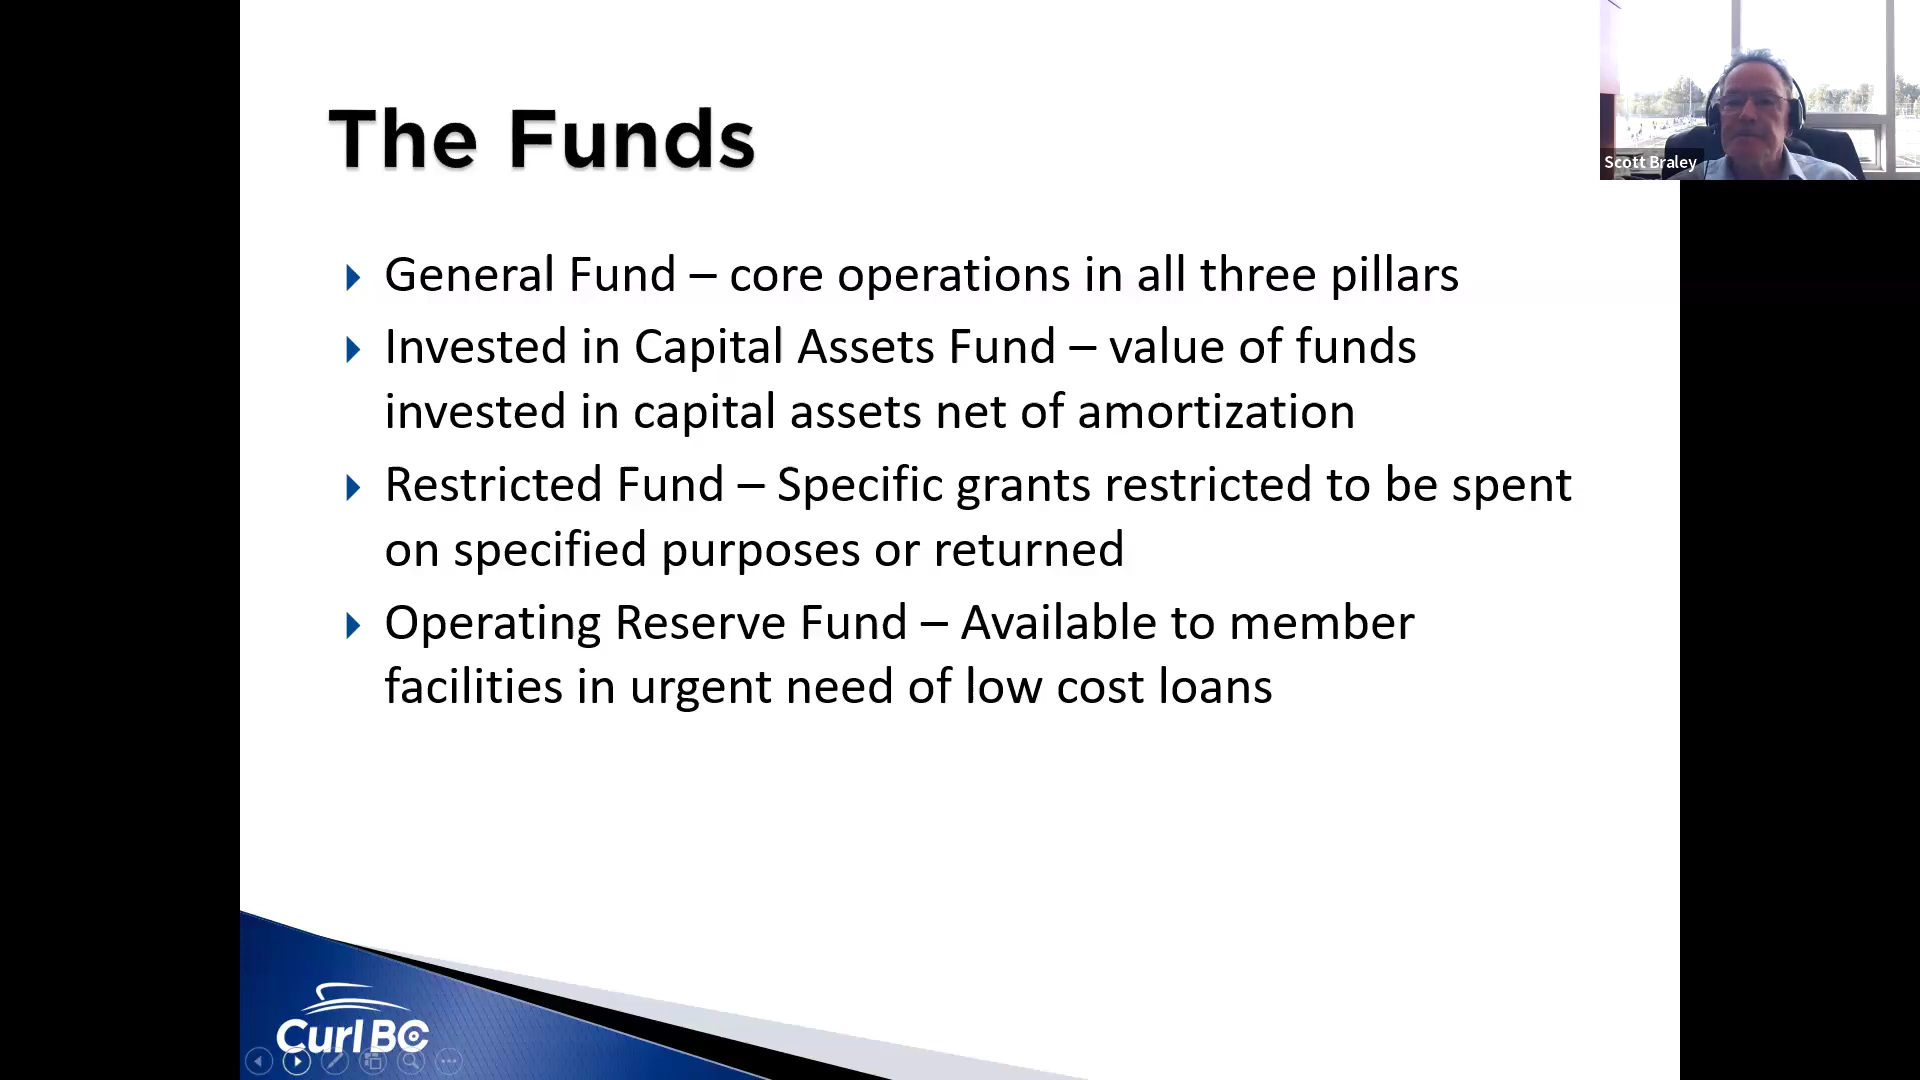 The Funds
Scott Braley
General Fund – core operations in all three pillars
Invested in Capital Assets Fund – value of funds
invested in capital assets net of amortization
Restricted Fund – Specific grants restricted to be spent
on specified purposes or returned
Operating Reserve Fund – Available to member
facilities in urgent need of low cost loans
Curl BC